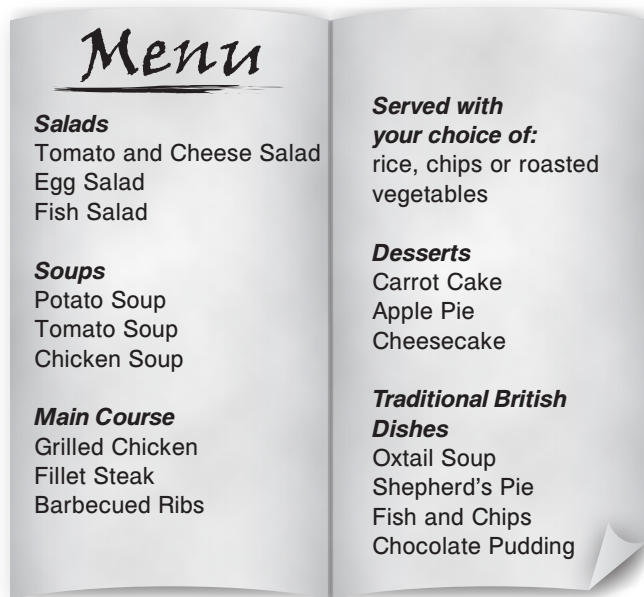 Menu
Salads
Tomato and Cheese Salad
Egg Salad
Fish Salad
Soups
Potato Soup
Tomato Soup
Chicken Soup
Main Course
Grilled Chicken
Fillet Steak
Barbecued Ribs
Served with
your choice of:
rice, chips or roasted
vegetables
Desserts
Carrot Cake
Apple Pie
Cheesecake
Traditional British
Dishes
Oxtail Soup
Shepherd's Pie
Fish and Chips
Chocolate Pudding